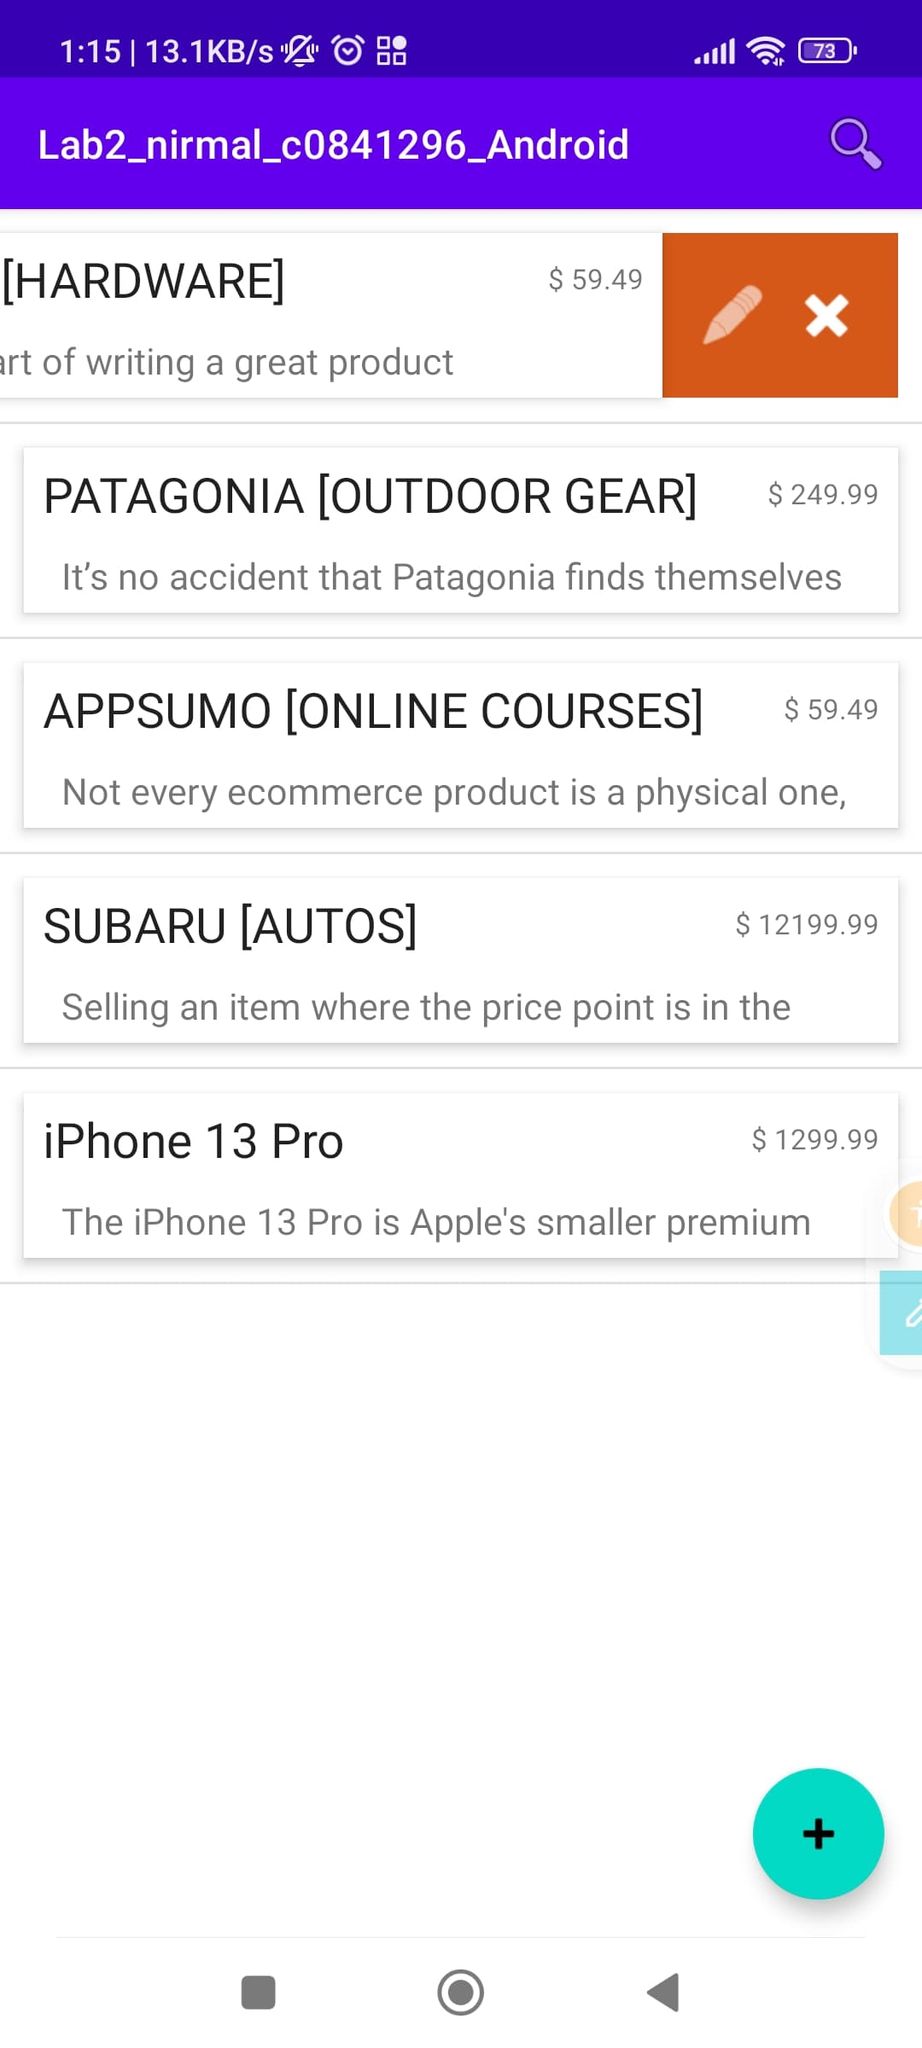 1:15 | 13.1KB/s
73
Lab2_nirmal_c0841296_Android
[HARDWARE]
$ 59.49
of writing a great product
PATAGONIA [OUTDOOR GEAR]
$ 249.99
It’s no accident that Patagonia finds themselves
APPSUMO [ONLINE COURSES]
$ 59.49
Not every ecommerce product is a physical one,
SUBARU [AUTOS]
$ 12199.99
Selling an item where the price point is in the
iPhone 13 Pro
$ 1299.99
The iPhone 13 Pro is Apple's smaller premium